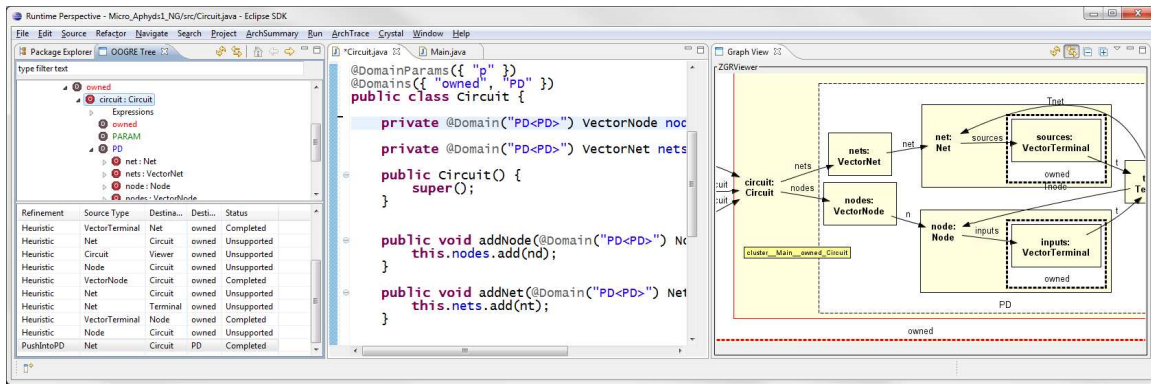 Runtime Perspective - Micro_Aphyds1_NG/src/Circuit.java - Eclipse SDK
File Edit Source Refactor Navigate Search Project ArchSummary Run ArchTrace Crystal Window Help
Package Explorer OOGRE Tree
type filter text
owned
circuit : Circuit
Expressions
owned
PARAM
PD
net : Net
nets : VectorNet
node : Node
nodes : VectorNode
Refinement Source Type Destina... Desti... Status
Heuristic VectorTerminal Net owned Completed
Heuristic Net Circuit owned Unsupported
Heuristic Circuit Viewer owned Unsupported
Heuristic Node Circuit owned Unsupported
Heuristic VectorNode Circuit owned Completed
Heuristic Net Circuit owned Unsupported
Heuristic Net Terminal owned Unsupported
Heuristic VectorTerminal Node owned Completed
Heuristic Node Circuit owned Unsupported
PushIntoPD Net Circuit PD Completed
*Circuit.java Main.java
@DomainParams({ "p" })
@Domains({ "owned", "PD" })
public class Circuit {
private @Domain("PD<PD>") VectorNode noc
private @Domain("PD<PD>") VectorNet nets
public Circuit() {
super();
}
public void addNode(@Domain("PD<PD>") No
this.nodes.add(nd);
}
public void addNet(@Domain("PD<PD>") Net
this.nets.add(nt);
}
Graph View
ZGRViewer
Tnet
circuit:
Circuit
cuit
cuit
nets
nodes
nets:
VectorNet
net
net:
Net
sources
sources:
VectorTerminal
owned
t
Tnode
nodes:
VectorNode
n
node:
Node
inputs
inputs:
VectorTerminal
owned
t
t
Te
cluster__Main__owned_Circuit
PD
owned